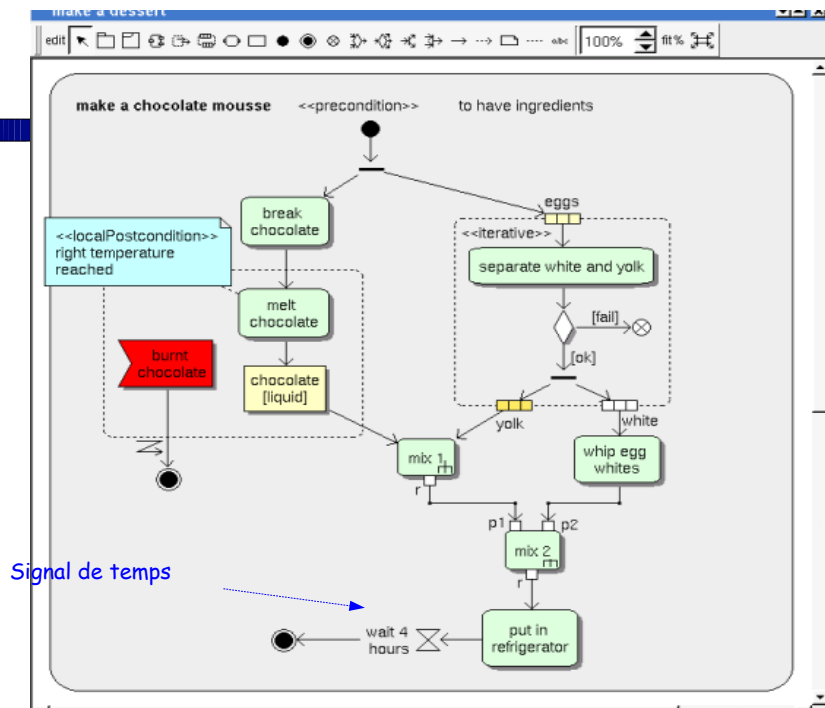 make a dessert
edit
abc
100%
fit%
make a chocolate mousse <<precondition>> to have ingredients
eggs
break
chocolate
<<localPostcondition>>
right temperature
reached
<<iterative>>
separate white and yolk
melt
chocolate
[fail]
[ok]
burnt
chocolate
chocolate
[liquid]
yolk
white
mix 1
r
whip egg
whites
p1
p2
mix 2
r
Signal de temps
wait 4
hours
put in
refrigerator